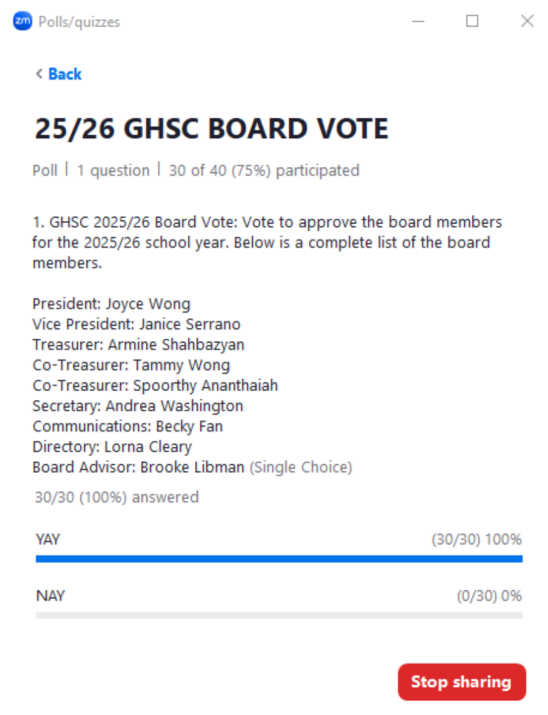 zm Polls/quizzes
< Back
25/26 GHSC BOARD VOTE
Poll | 1 question | 30 of 40 (75%) participated
1. GHSC 2025/26 Board Vote: Vote to approve the board members
for the 2025/26 school year. Below is a complete list of the board
members.
President: Joyce Wong
Vice President: Janice Serrano
Treasurer: Armine Shahbazyan
Co-Treasurer: Tammy Wong
Co-Treasurer: Spoorthy Ananthaiah
Secretary: Andrea Washington
Communications: Becky Fan
Directory: Lorna Cleary
Board Advisor: Brooke Libman (Single Choice)
30/30 (100%) answered
YAY (30/30) 100%
NAY (0/30) 0%
Stop sharing